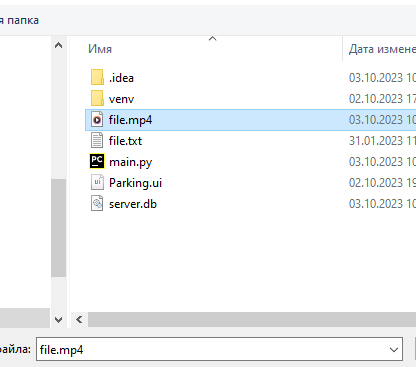 я папка
Имя Дата измене
.idea 03.10.2023 10
venv 02.10.2023 17
file.mp4 03.10.2023 10
file.txt 31.01.2023 11
main.py 03.10.2023 10
Parking.ui 02.10.2023 19
server.db 03.10.2023 10
файла: file.mp4